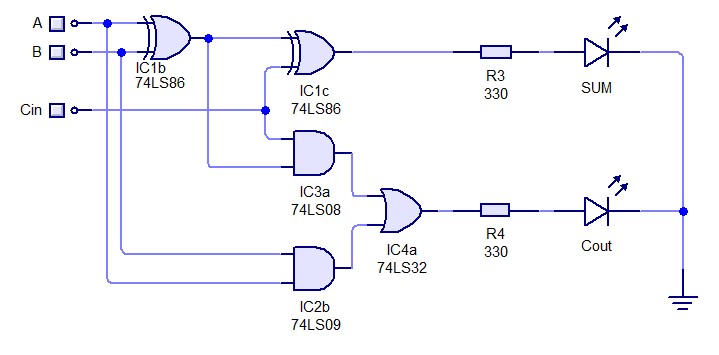 A
B
IC1b
74LS86
Cin
IC1c
74LS86
R3
330
SUM
IC3a
74LS08
IC4a
74LS32
R4
330
Cout
IC2b
74LS09